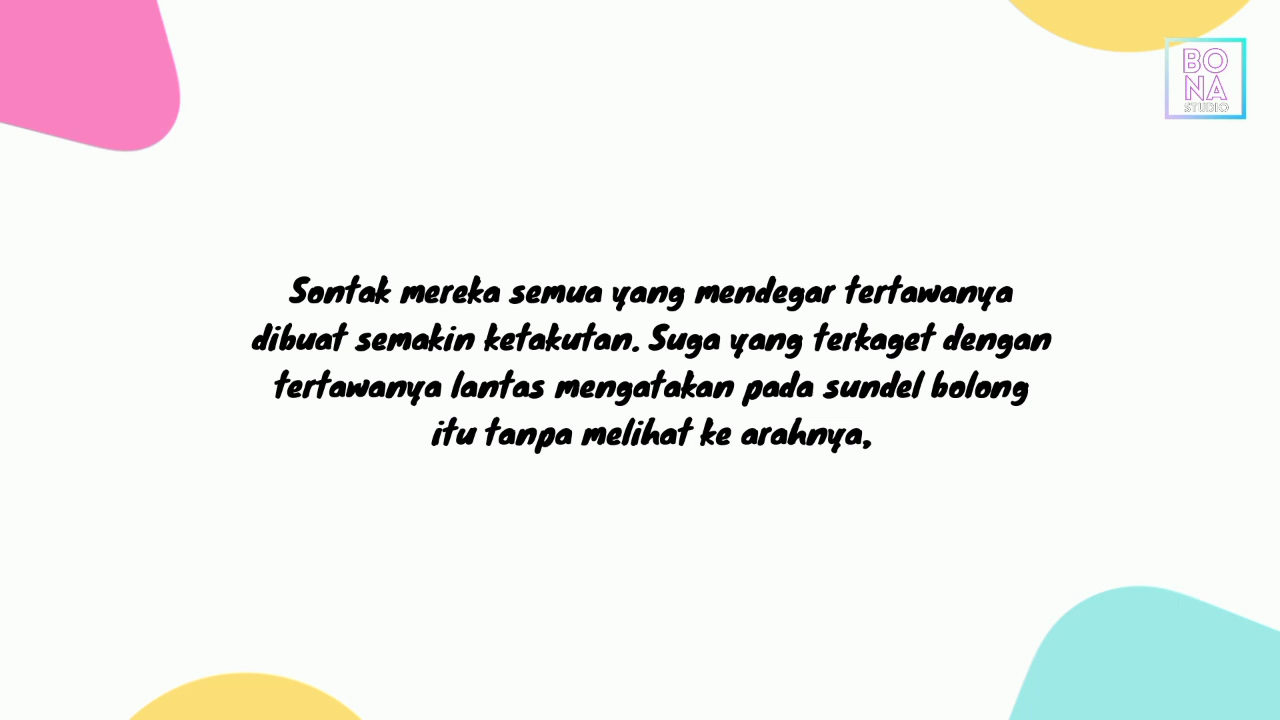 BO
NA
STUDIO
Sontak mereka semua yang mendegar tertawanya
dibuat semakin ketakutan. Suga yang terkaget dengan
tertawanya lantas mengatakan pada sundel bolong
itu tanpa melihat ke arahnya,